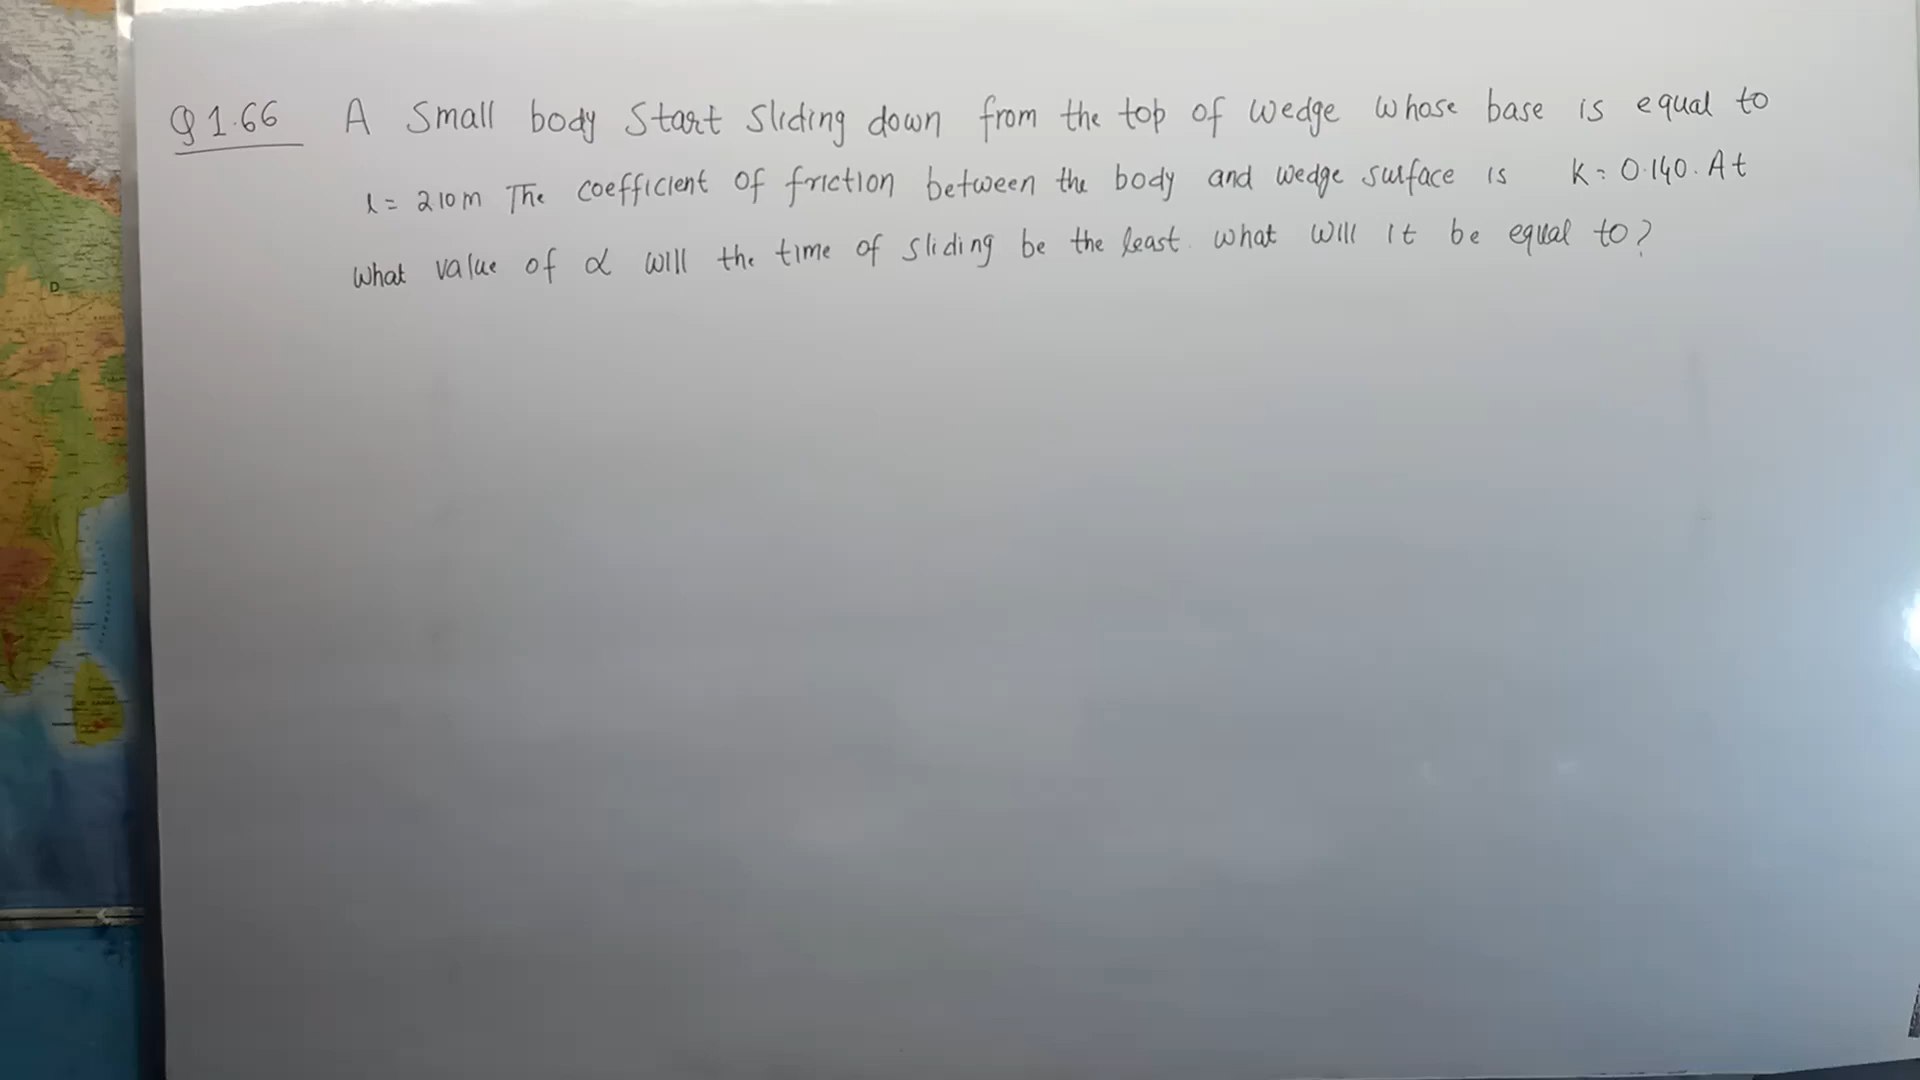 Q 1.66 A Small body Start Sliding down from the top of wedge whose base is equal to
l = 210m The coefficient of friction between the body and wedge surface is K = 0.140. At
what value of α will the time of sliding be the least. what will it be equal to?
D